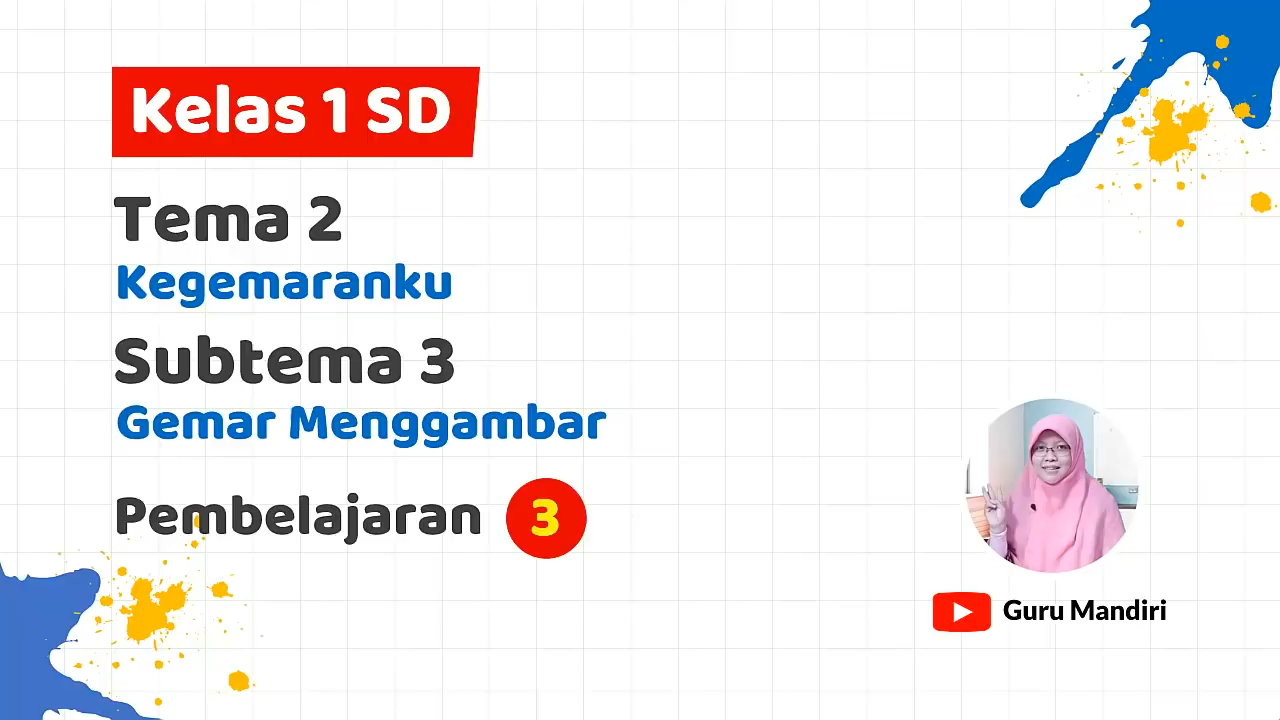 Kelas 1 SD
Tema 2
Kegemaranku
Subtema 3
Gemar Menggambar
Pembelajaran 3
Guru Mandiri